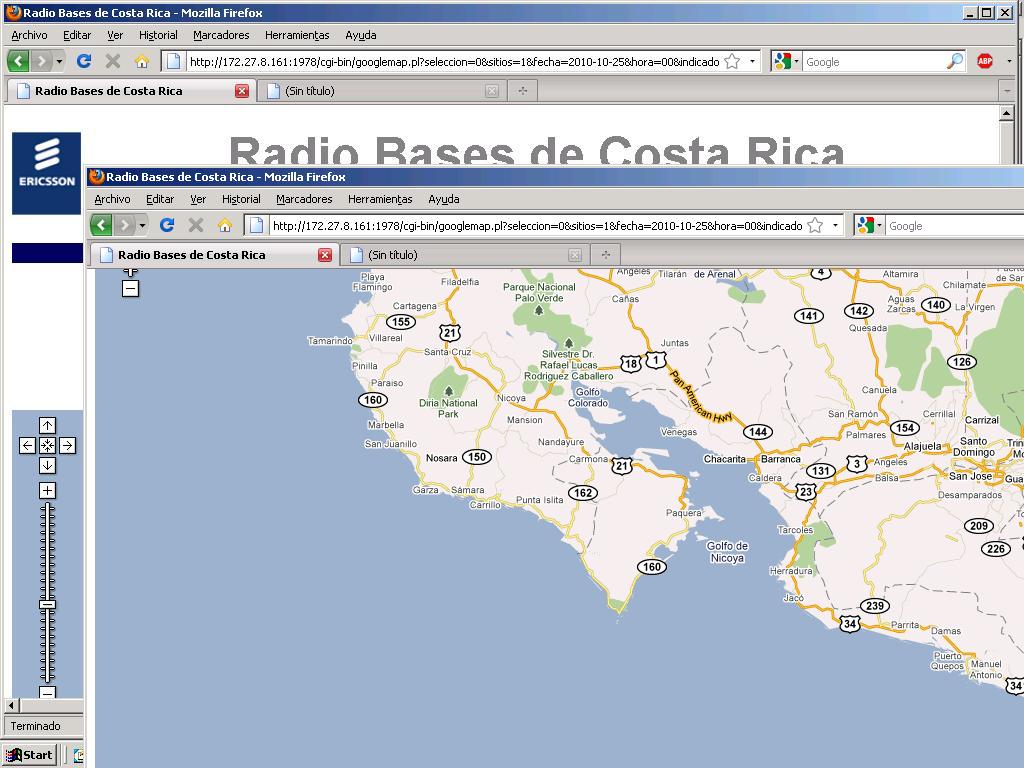 Radio Bases de Costa Rica - Mozilla Firefox
Archivo Editar Ver Historial Marcadores Herramientas Ayuda
http://172.27.8.161:1978/cgi-bin/googlemap.pl?seleccion=0&sitios=1&fecha=2010-10-25&hora=00&indicado
Google
ABP
Radio Bases de Costa Rica
(Sin título)
ERICSSON
Radio Bases de Costa Rica
Radio Bases de Costa Rica - Mozilla Firefox
Archivo Editar Ver Historial Marcadores Herramientas Ayuda
http://172.27.8.161:1978/cgi-bin/googlemap.pl?seleccion=0&sitios=1&fecha=2010-10-25&hora=00&indicado
Google
Radio Bases de Costa Rica
(Sin título)
Playa
Flamingo
Filadelfia
Parque Nacional
Palo Verde
Angeles
Tilarán
de Arenal
4
Altamira
Puerto
de Sar
Chilamate
Cartagena
Cañas
Aguas
Zarcas
La Virgen
155
21
141
142
140
Quesada
Tamarindo
Villareal
Santa Cruz
Juntas
Silvestre Dr.
Rafael Lucas
Rodriguez Caballero
18
1
126
Pinilla
Paraiso
Diria National
Park
Nicoya
Golfo
Colorado
Pan American Hwy
Canuela
160
Mansion
San Ramón
Cerrillal
Carrizal
Marbella
Venegas
144
Palmares
154
San Juanillo
Nandayure
Alajuela
Santo
Domingo
Trin
Mo
Nosara
150
Carmona
21
Chacarita
Barranca
3
Angeles
131
Caldera
Balsa
San Jose
Gua
Garza
Sámara
162
23
Desamparados
Carrillo
Punta Islita
Paquera
Tarcoles
209
To
226
Golfo de
Nicoya
160
Herradura
Jacó
239
34
Parrita
Damas
Puerto
Quepos
Manuel
Antonio
34
Terminado
Start